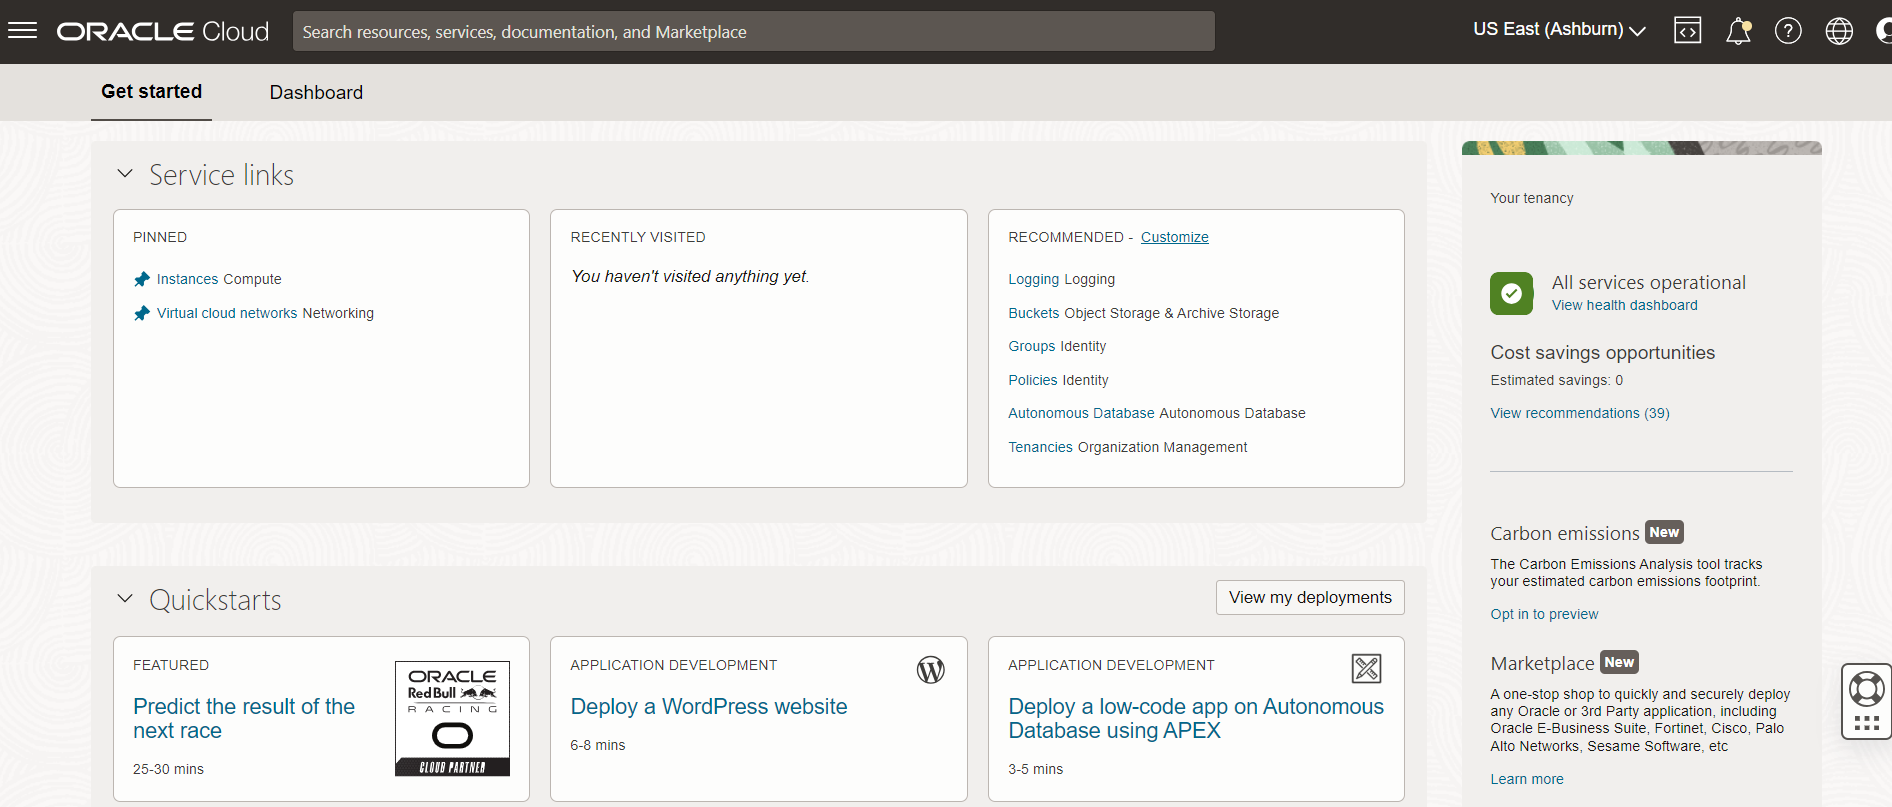 ORACLE Cloud
Search resources, services, documentation, and Marketplace
US East (Ashburn)
Get started
Dashboard
Service links
PINNED
Instances Compute
Virtual cloud networks Networking
RECENTLY VISITED
You haven't visited anything yet.
RECOMMENDED - Customize
Logging Logging
Buckets Object Storage & Archive Storage
Groups Identity
Policies Identity
Autonomous Database Autonomous Database
Tenancies Organization Management
Quickstarts
View my deployments
FEATURED
Predict the result of the
next race
25-30 mins
ORACLE
Red Bull
RACING
CLOUD PARTNER
APPLICATION DEVELOPMENT
Deploy a WordPress website
6-8 mins
APPLICATION DEVELOPMENT
Deploy a low-code app on Autonomous
Database using APEX
3-5 mins
Your tenancy
All services operational
View health dashboard
Cost savings opportunities
Estimated savings: 0
View recommendations (39)
Carbon emissions New
The Carbon Emissions Analysis tool tracks
your estimated carbon emissions footprint.
Opt in to preview
Marketplace New
A one-stop shop to quickly and securely deploy
any Oracle or 3rd Party application, including
Oracle E-Business Suite, Fortinet, Cisco, Palo
Alto Networks, Sesame Software, etc
Learn more